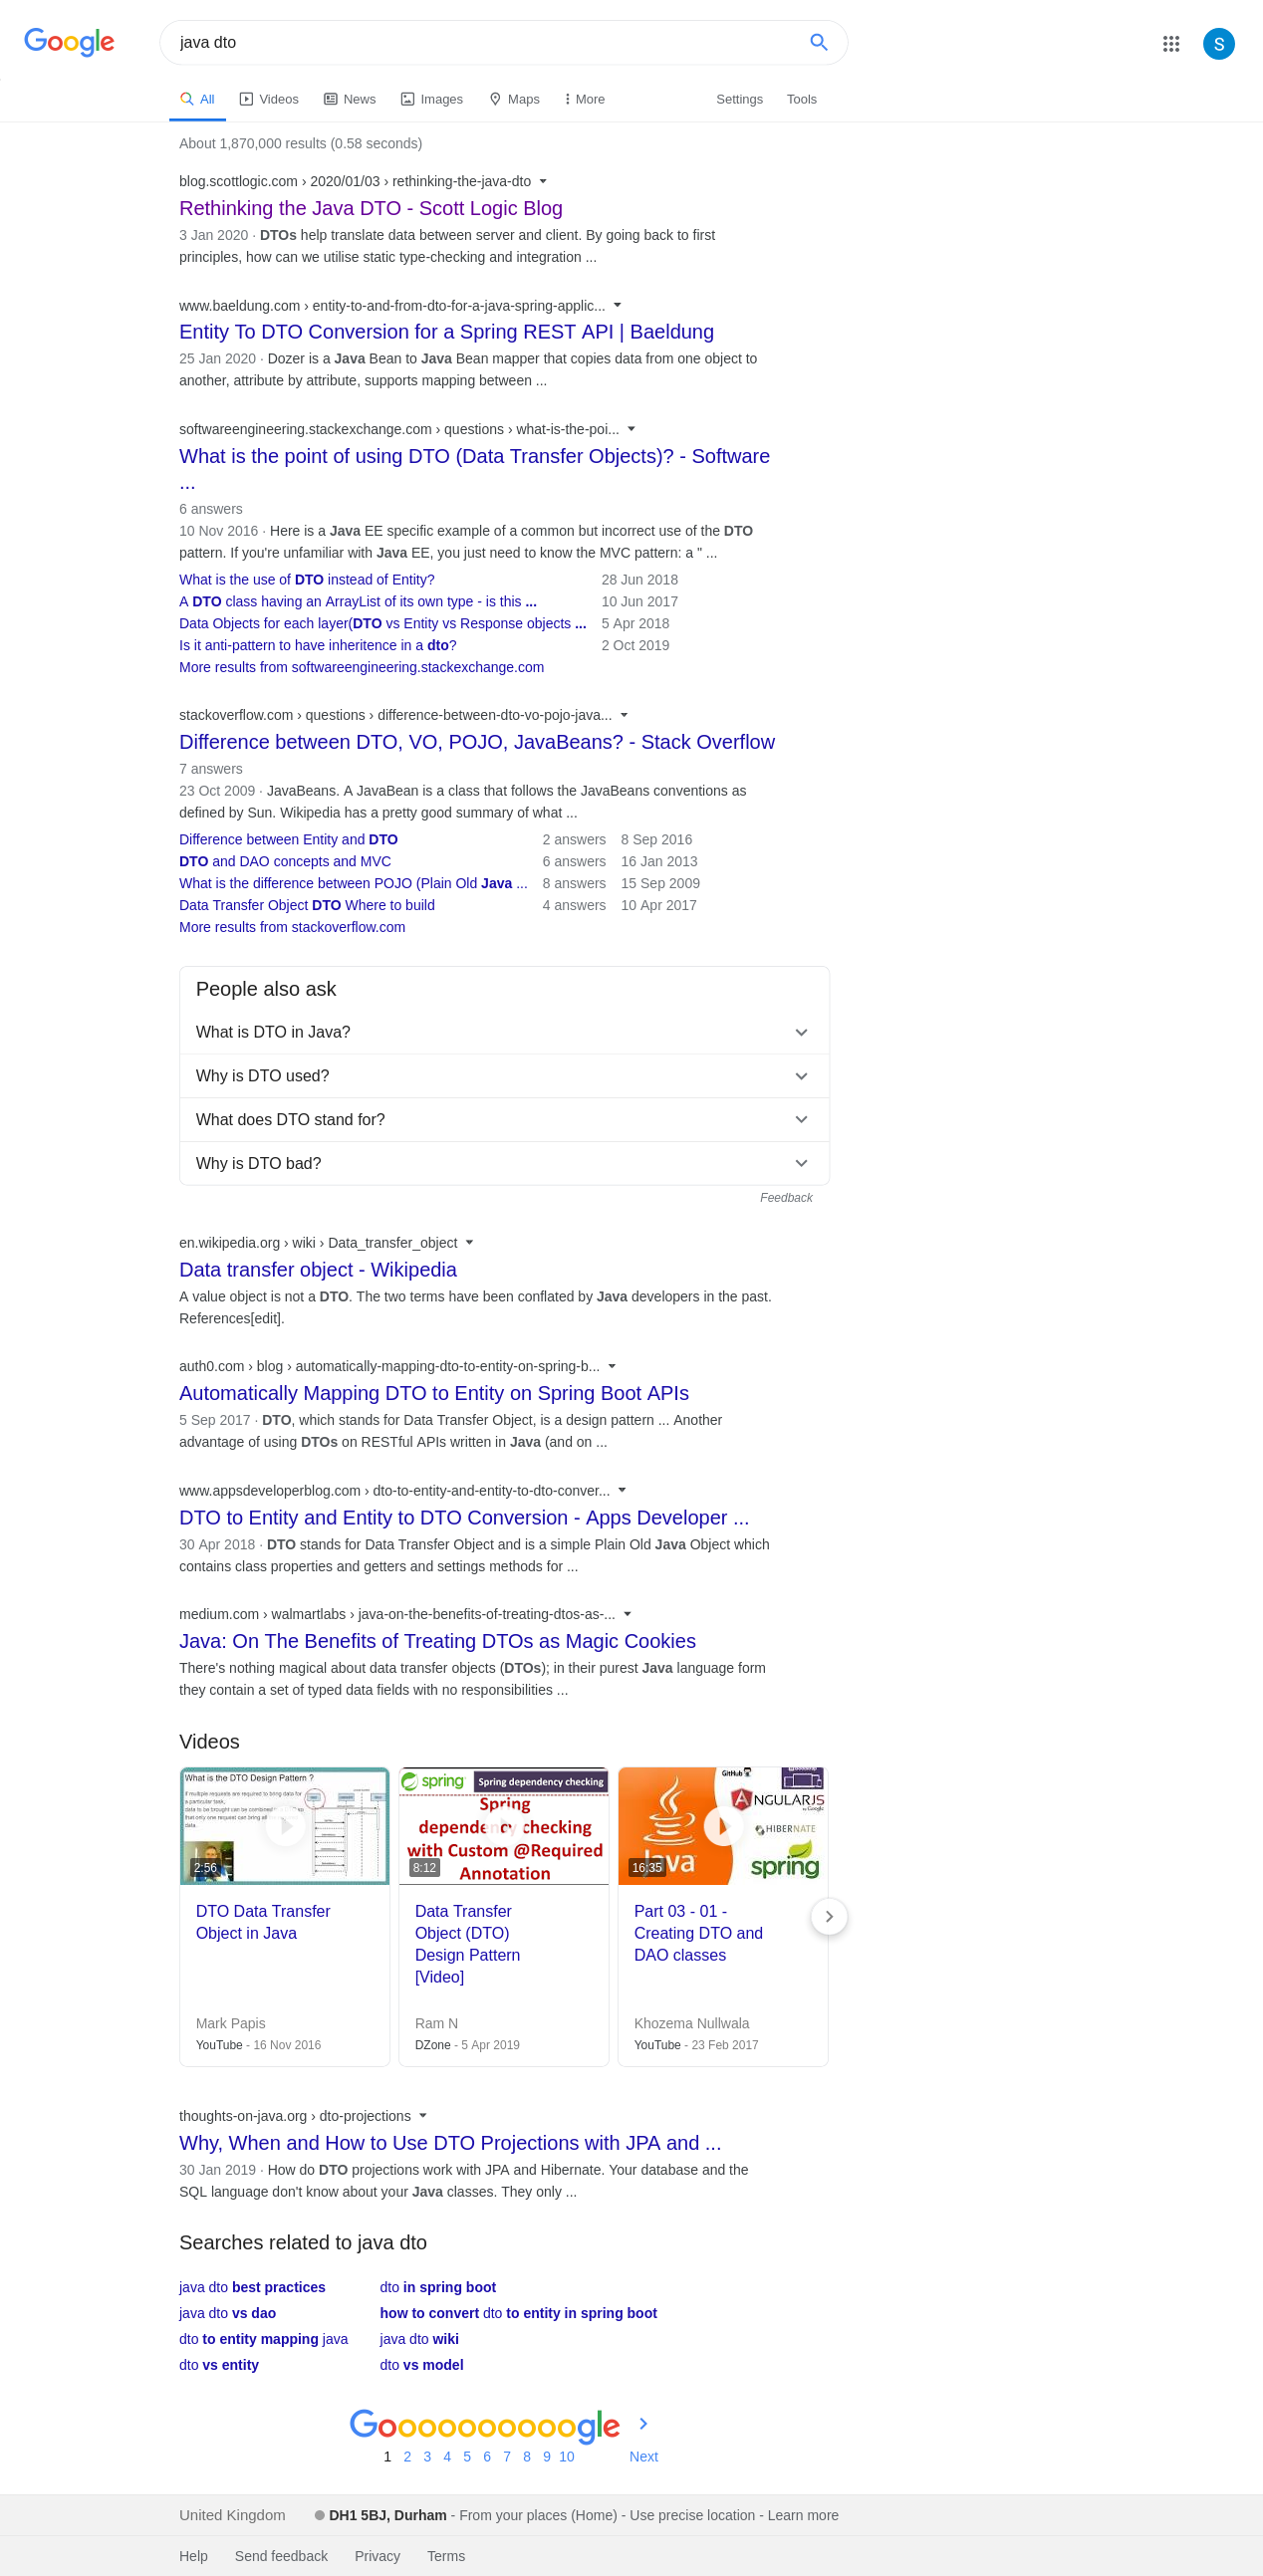 Google
java dto
S
All
Videos
News
Images
Maps
More
Settings
Tools
About 1,870,000 results (0.58 seconds)
blog.scottlogic.com › 2020/01/03 › rethinking-the-java-dto
Rethinking the Java DTO - Scott Logic Blog
3 Jan 2020 · DTOs help translate data between server and client. By going back to first
principles, how can we utilise static type-checking and integration ...
www.baeldung.com › entity-to-and-from-dto-for-a-java-spring-applic...
Entity To DTO Conversion for a Spring REST API | Baeldung
25 Jan 2020 · Dozer is a Java Bean to Java Bean mapper that copies data from one object to
another, attribute by attribute, supports mapping between ...
softwareengineering.stackexchange.com › questions › what-is-the-poi...
What is the point of using DTO (Data Transfer Objects)? - Software
...
6 answers
10 Nov 2016 · Here is a Java EE specific example of a common but incorrect use of the DTO
pattern. If you're unfamiliar with Java EE, you just need to know the MVC pattern: a " ...
What is the use of DTO instead of Entity? 28 Jun 2018
A DTO class having an ArrayList of its own type - is this ... 10 Jun 2017
Data Objects for each layer(DTO vs Entity vs Response objects ... 5 Apr 2018
Is it anti-pattern to have inheritence in a dto? 2 Oct 2019
More results from softwareengineering.stackexchange.com
stackoverflow.com › questions › difference-between-dto-vo-pojo-java...
Difference between DTO, VO, POJO, JavaBeans? - Stack Overflow
7 answers
23 Oct 2009 · JavaBeans. A JavaBean is a class that follows the JavaBeans conventions as
defined by Sun. Wikipedia has a pretty good summary of what ...
Difference between Entity and DTO 2 answers 8 Sep 2016
DTO and DAO concepts and MVC 6 answers 16 Jan 2013
What is the difference between POJO (Plain Old Java ... 8 answers 15 Sep 2009
Data Transfer Object DTO Where to build 4 answers 10 Apr 2017
More results from stackoverflow.com
People also ask
What is DTO in Java?
Why is DTO used?
What does DTO stand for?
Why is DTO bad?
Feedback
en.wikipedia.org › wiki › Data_transfer_object
Data transfer object - Wikipedia
A value object is not a DTO. The two terms have been conflated by Java developers in the past.
References[edit].
auth0.com › blog › automatically-mapping-dto-to-entity-on-spring-b...
Automatically Mapping DTO to Entity on Spring Boot APIs
5 Sep 2017 · DTO, which stands for Data Transfer Object, is a design pattern ... Another
advantage of using DTOs on RESTful APIs written in Java (and on ...
www.appsdeveloperblog.com › dto-to-entity-and-entity-to-dto-conver...
DTO to Entity and Entity to DTO Conversion - Apps Developer ...
30 Apr 2018 · DTO stands for Data Transfer Object and is a simple Plain Old Java Object which
contains class properties and getters and settings methods for ...
medium.com › walmartlabs › java-on-the-benefits-of-treating-dtos-as-...
Java: On The Benefits of Treating DTOs as Magic Cookies
There's nothing magical about data transfer objects (DTOs); in their purest Java language form
they contain a set of typed data fields with no responsibilities ...
Videos
What is the DTO Design Pattern ?
If multiple requests are required to bring data for
a particular task,
data to be brought can be combined
that only one request can bring all
data.
2:56
DTO Data Transfer
Object in Java
Mark Papis
YouTube - 16 Nov 2016
spring
Spring dependency checking
Spring
dependency checking
with Custom @Required
Annotation
8:12
Data Transfer
Object (DTO)
Design Pattern
[Video]
Ram N
DZone - 5 Apr 2019
GitHub
ANGULARJS
by Google
HIBERNATE
Java
spring
16:35
Part 03 - 01 -
Creating DTO and
DAO classes
Khozema Nullwala
YouTube - 23 Feb 2017
thoughts-on-java.org › dto-projections
Why, When and How to Use DTO Projections with JPA and ...
30 Jan 2019 · How do DTO projections work with JPA and Hibernate. Your database and the
SQL language don't know about your Java classes. They only ...
Searches related to java dto
java dto best practices
java dto vs dao
dto to entity mapping java
dto vs entity
dto in spring boot
how to convert dto to entity in spring boot
java dto wiki
dto vs model
Goooooooooogle
1 2 3 4 5 6 7 8 9 10 Next
United Kingdom
DH1 5BJ, Durham - From your places (Home) - Use precise location - Learn more
Help Send feedback Privacy Terms